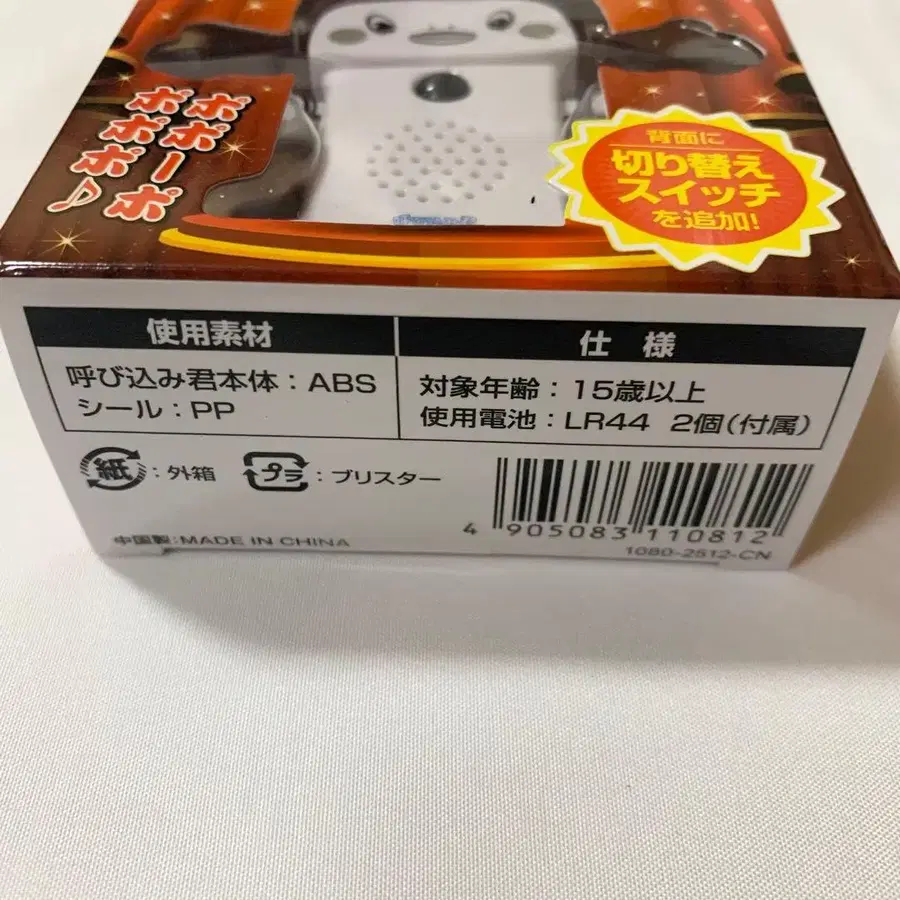 ポポーポ
ポポポ♪
背面に
切り替え
スイッチ
を追加!
使用素材
呼び込み君本体：ABS
シール：PP
仕様
対象年齢：15歳以上
使用電池：LR44 2個(付属)
紙：外箱
プラ：ブリスター
4 905083 110812
1080-2512-CN
中国製:MADE IN CHINA